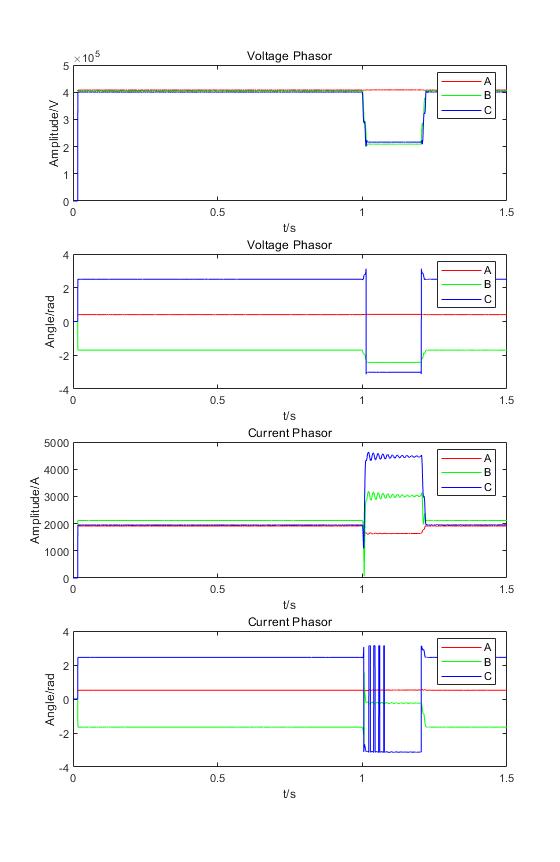 ×10⁵
Voltage Phasor
5
4
3
2
1
0
Amplitude/V
A
B
C
0
0.5
1
1.5
t/s
Voltage Phasor
4
2
0
-2
-4
Angle/rad
A
B
C
0
0.5
1
1.5
t/s
Current Phasor
5000
4000
3000
2000
1000
0
Amplitude/A
A
B
C
0
0.5
1
1.5
t/s
Current Phasor
4
2
0
-2
-4
Angle/rad
A
B
C
0
0.5
1
1.5
t/s